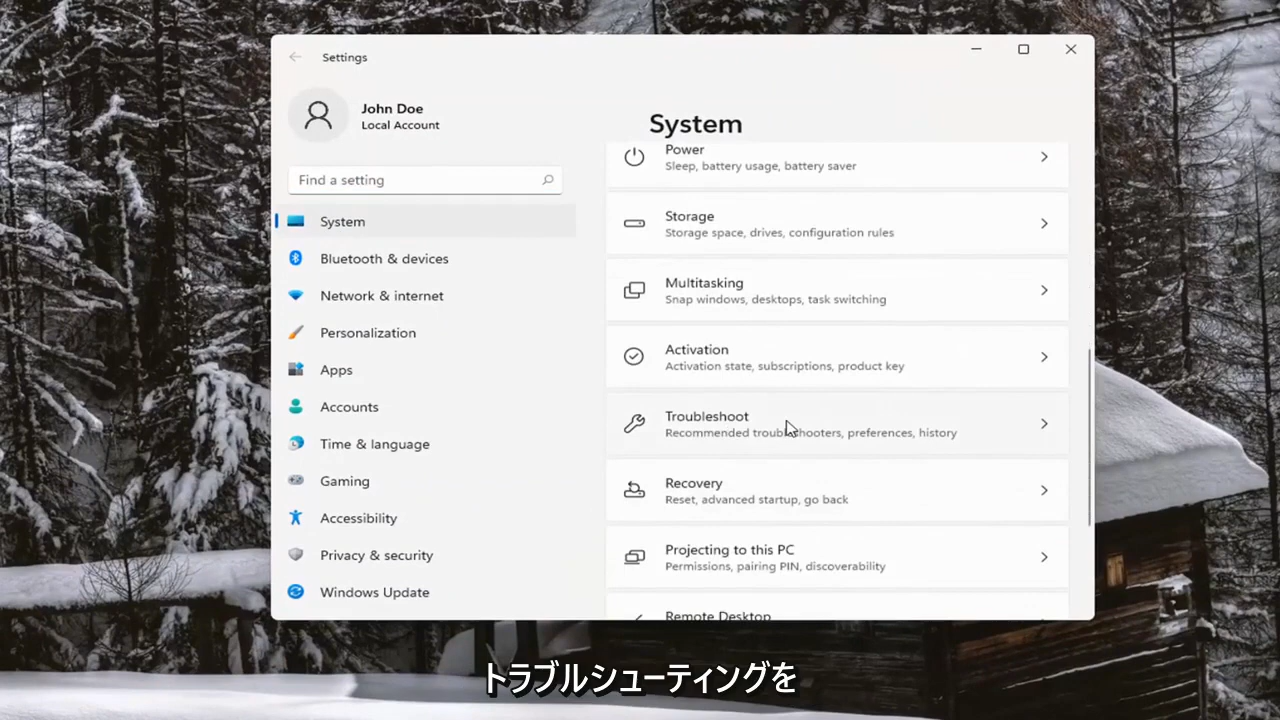 Settings
John Doe
Local Account
Find a setting
System
Bluetooth & devices
Network & internet
Personalization
Apps
Accounts
Time & language
Gaming
Accessibility
Privacy & security
Windows Update
System
Power
Sleep, battery usage, battery saver
Storage
Storage space, drives, configuration rules
Multitasking
Snap windows, desktops, task switching
Activation
Activation state, subscriptions, product key
Troubleshoot
Recommended troubleshooters, preferences, history
Recovery
Reset, advanced startup, go back
Projecting to this PC
Permissions, pairing PIN, discoverability
Remote Desktop
トラブルシューティングを